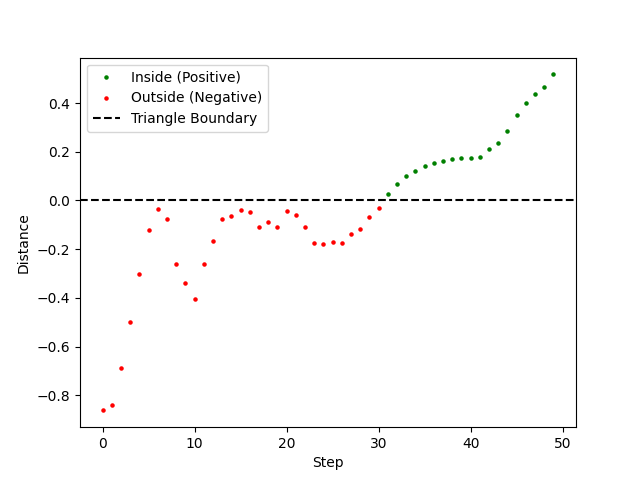 Inside (Positive)
Outside (Negative)
Triangle Boundary
Distance
0.4
0.2
0.0
−0.2
−0.4
−0.6
−0.8
0 10 20 30 40 50
Step